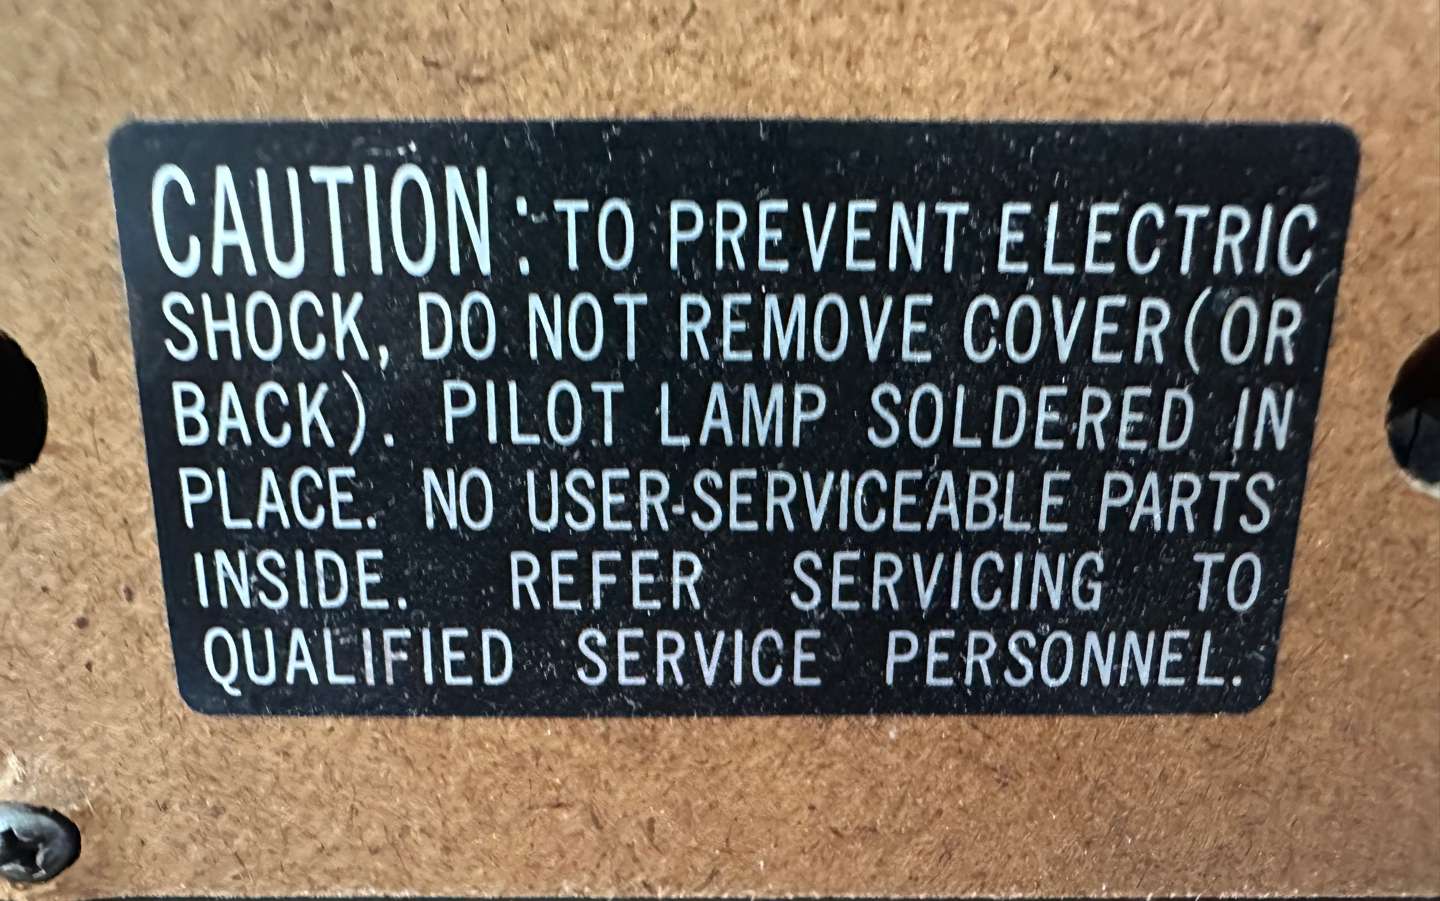 CAUTION: TO PREVENT ELECTRIC
SHOCK, DO NOT REMOVE COVER(OR
BACK). PILOT LAMP SOLDERED IN
PLACE. NO USER-SERVICEABLE PARTS
INSIDE. REFER SERVICING TO
QUALIFIED SERVICE PERSONNEL.